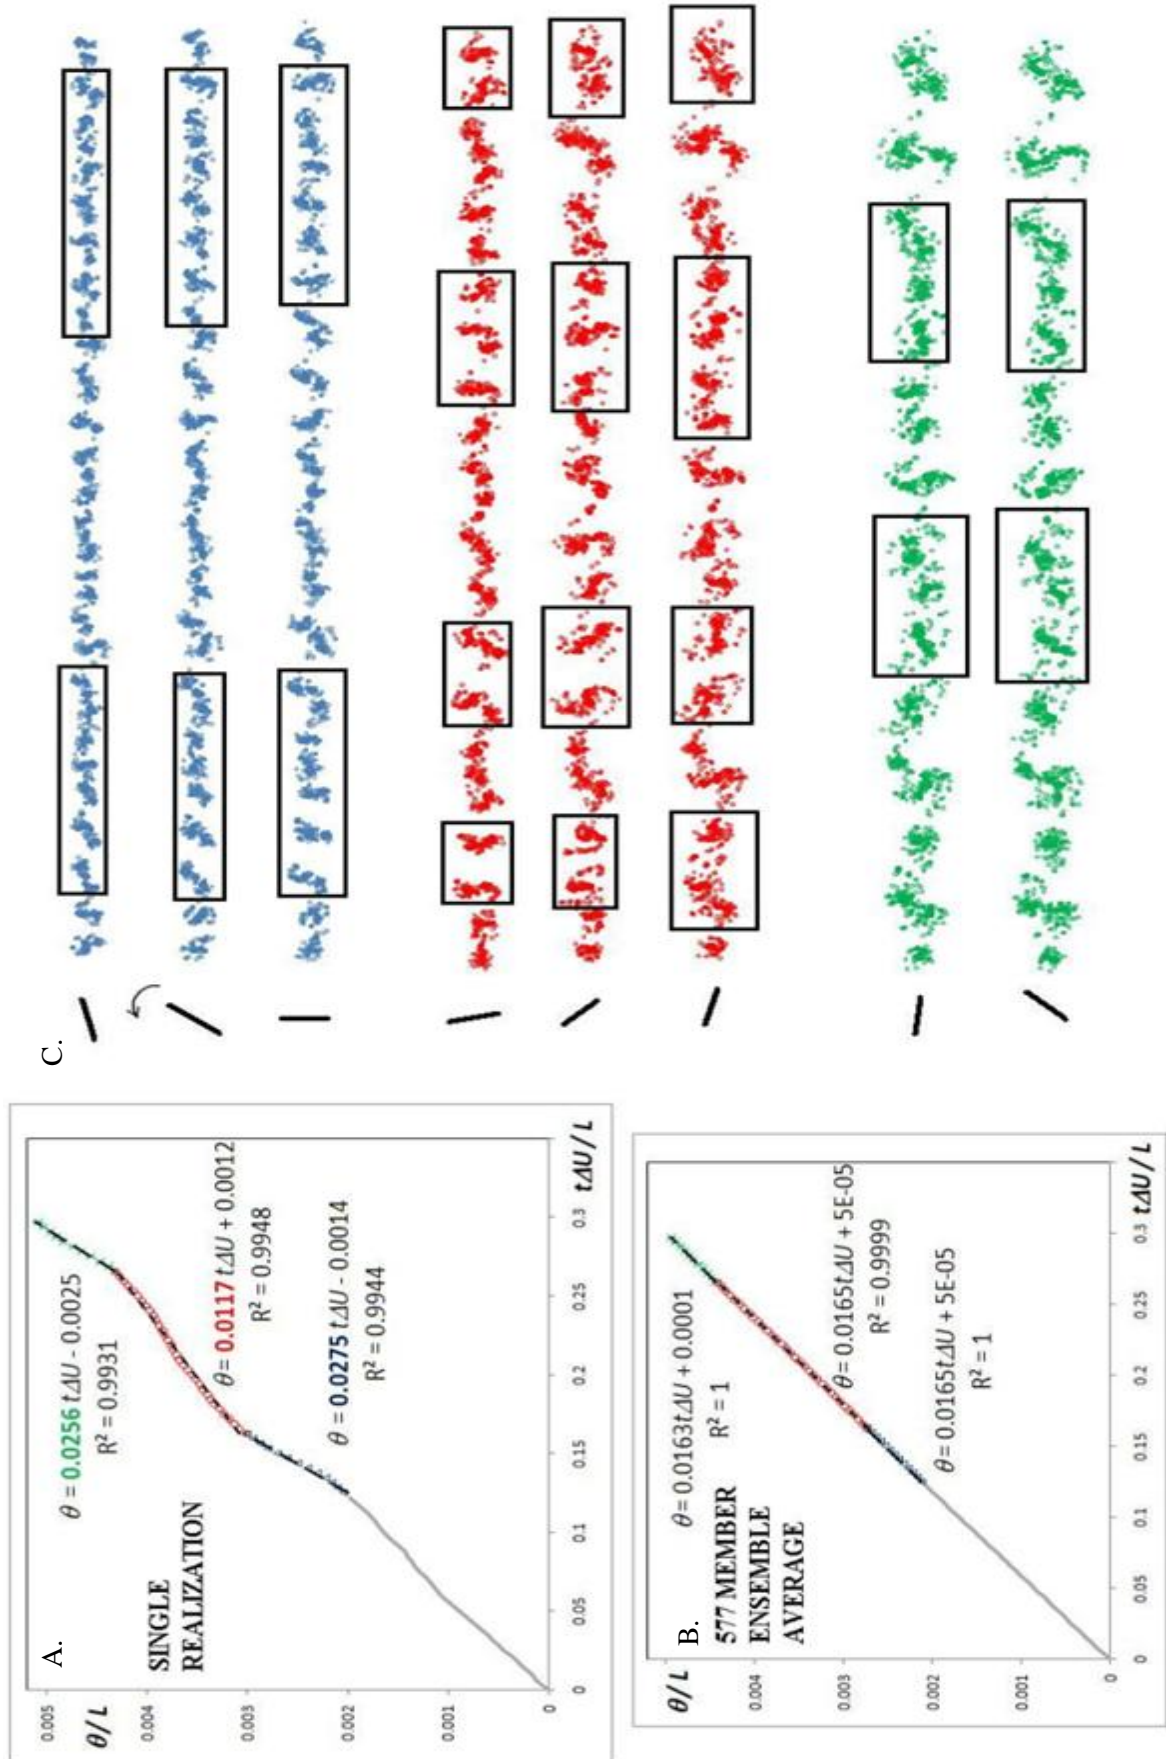 A.
SINGLE
REALIZATION
θ/L
0.005
0.004
0.003
0.002
0.001
0
θ = 0.0256 tΔU - 0.0025
R² = 0.9931
θ = 0.0117 tΔU + 0.0012
R² = 0.9948
θ = 0.0275 tΔU - 0.0014
R² = 0.9944
0 0.05 0.1 0.15 0.2 0.25 0.3
tΔU/L
B.
577 MEMBER
ENSEMBLE
AVERAGE
θ/L
0.004
0.003
0.002
0.001
0
θ = 0.0163tΔU + 0.0001
R² = 1
θ = 0.0165tΔU + 5E-05
R² = 0.9999
θ = 0.0165tΔU + 5E-05
R² = 1
0 0.05 0.1 0.15 0.2 0.25 0.3
tΔU/L
C.